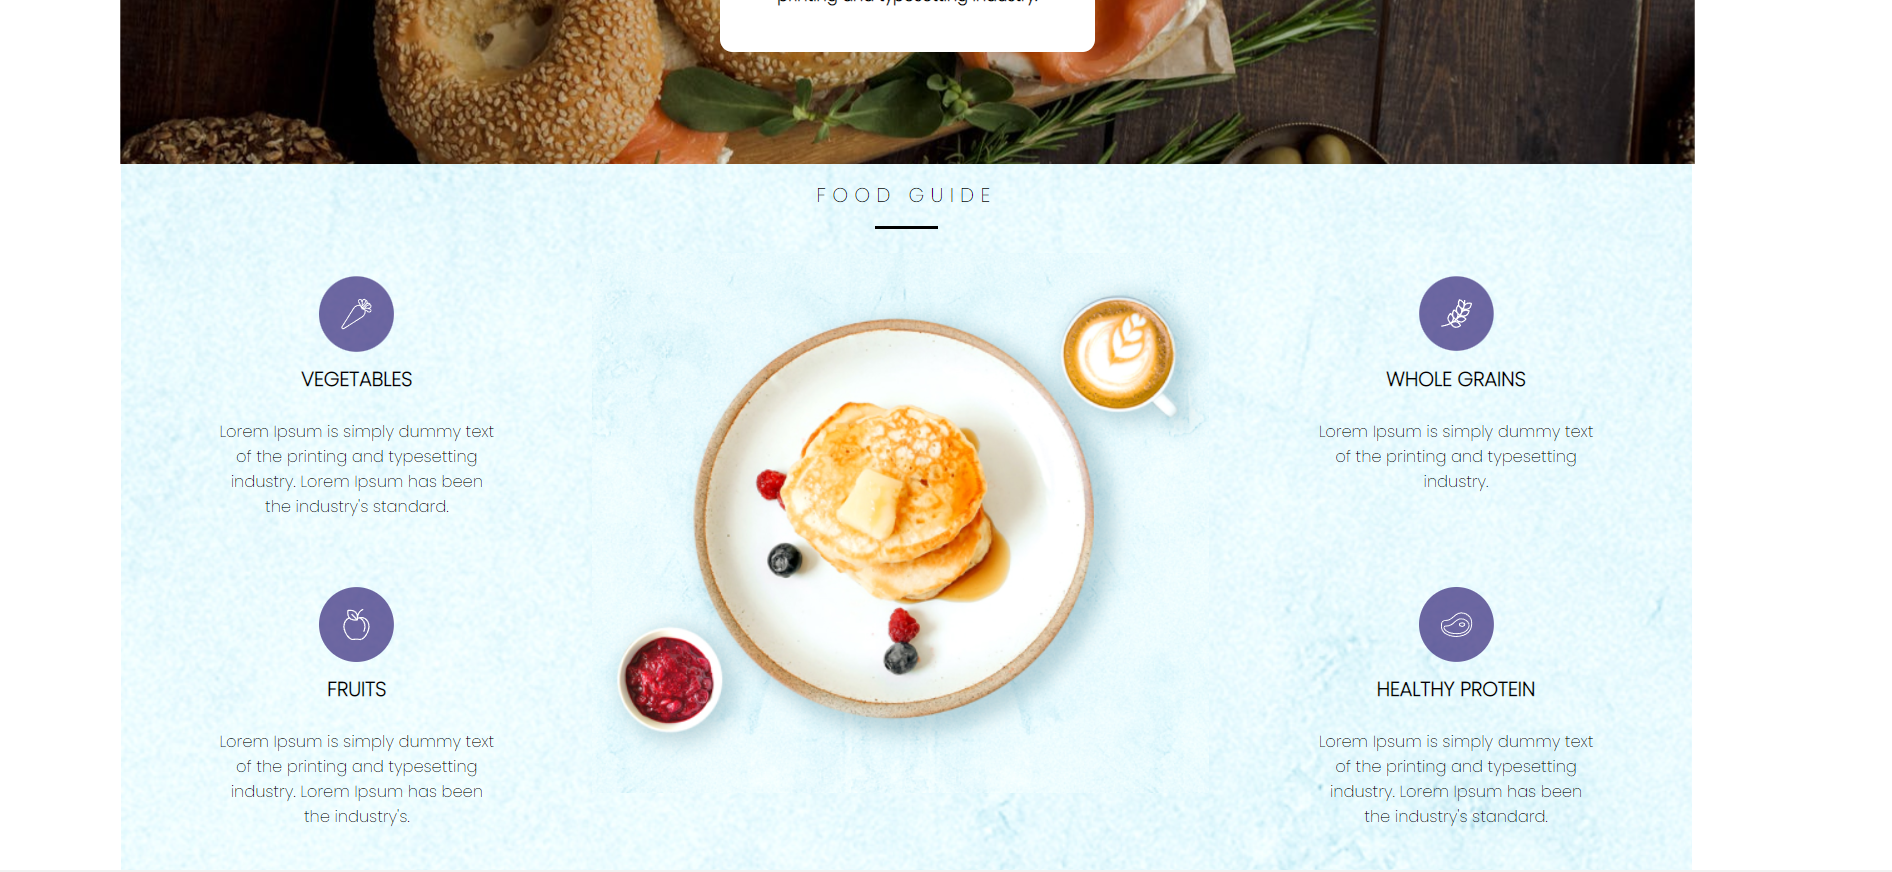 printing and typesetting industry.
FOOD GUIDE
VEGETABLES
Lorem Ipsum is simply dummy text
of the printing and typesetting
industry. Lorem Ipsum has been
the industry's standard.
WHOLE GRAINS
Lorem Ipsum is simply dummy text
of the printing and typesetting
industry.
FRUITS
Lorem Ipsum is simply dummy text
of the printing and typesetting
industry. Lorem Ipsum has been
the industry's.
HEALTHY PROTEIN
Lorem Ipsum is simply dummy text
of the printing and typesetting
industry. Lorem Ipsum has been
the industry's standard.